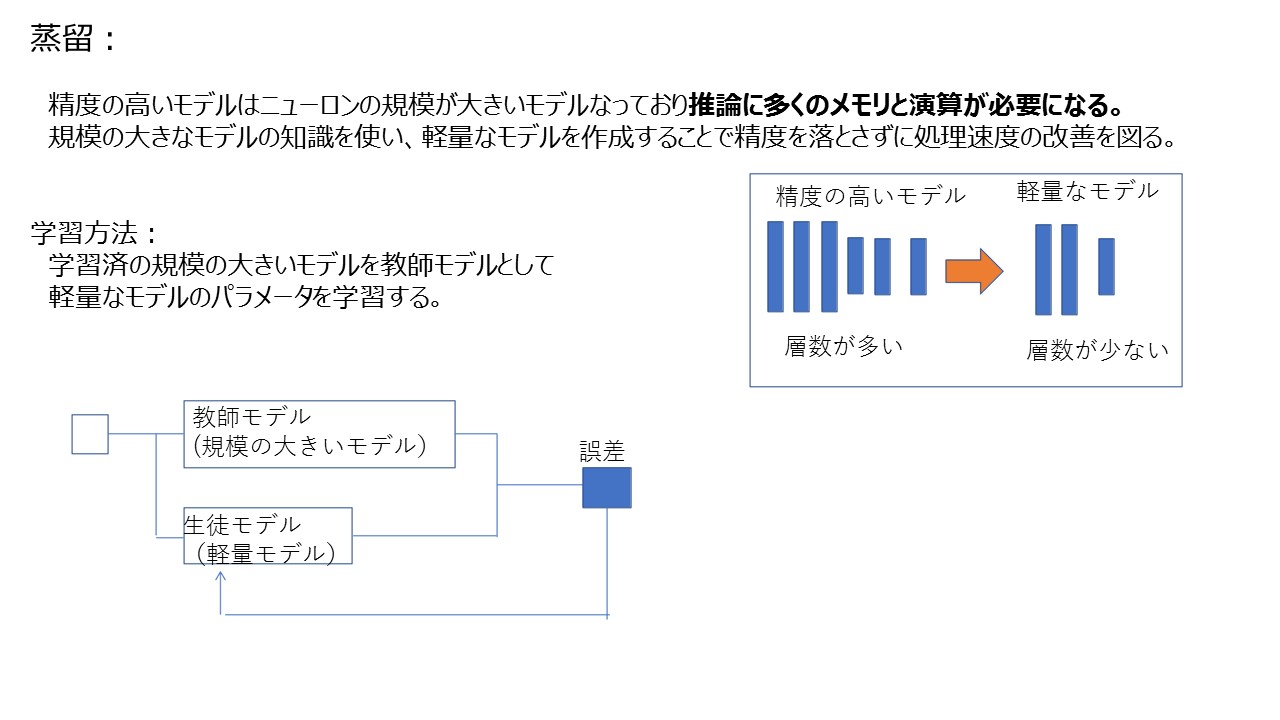 蒸留：
精度の高いモデルはニューロンの規模が大きいモデルなっており推論に多くのメモリと演算が必要になる。
規模の大きなモデルの知識を使い、軽量なモデルを作成することで精度を落とさずに処理速度の改善を図る。
精度の高いモデル
軽量なモデル
層数が多い
層数が少ない
学習方法：
学習済の規模の大きいモデルを教師モデルとして
軽量なモデルのパラメータを学習する。
教師モデル
(規模の大きいモデル）
誤差
生徒モデル
（軽量モデル）